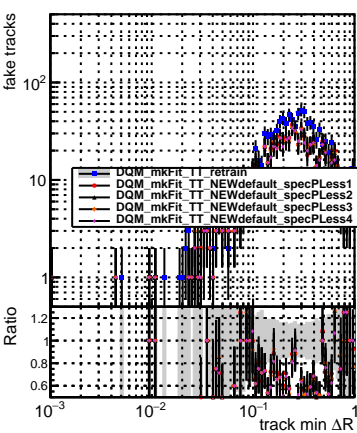 fake tracks
10²
DQM_mkFit_TT_retrain
DQM_mkFit_TT_NEWdefault_specPLess1
DQM_mkFit_TT_NEWdefault_specPLess2
DQM_mkFit_TT_NEWdefault_specPLess3
DQM_mkFit_TT_NEWdefault_specPLess4
10
1
Ratio
1.2
1
0.8
0.6
10⁻³ 10⁻² 10⁻¹ 1
track min ΔR